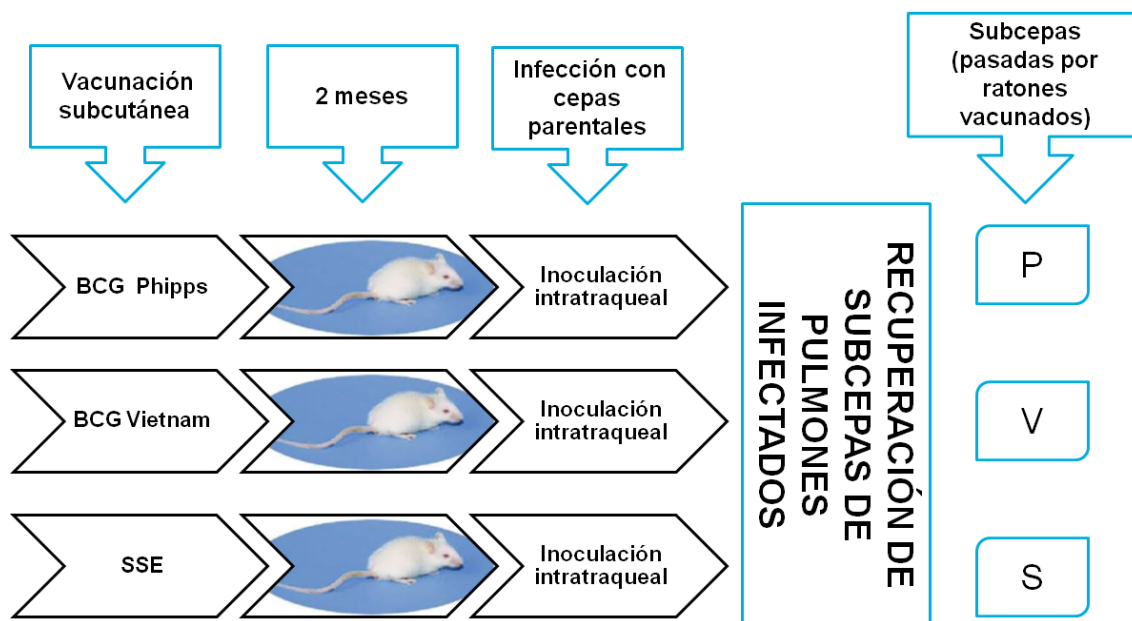 Vacunación
subcutánea
2 meses
Infección con
cepas
parentales
Subcepas
(pasadas por
ratones
vacunados)
BCG Phipps
Inoculación
intratraqueal
BCG Vietnam
Inoculación
intratraqueal
SSE
Inoculación
intratraqueal
RECUPERACIÓN DE
SUBCEPAS DE
PULMONES
INFECTADOS
P
V
S